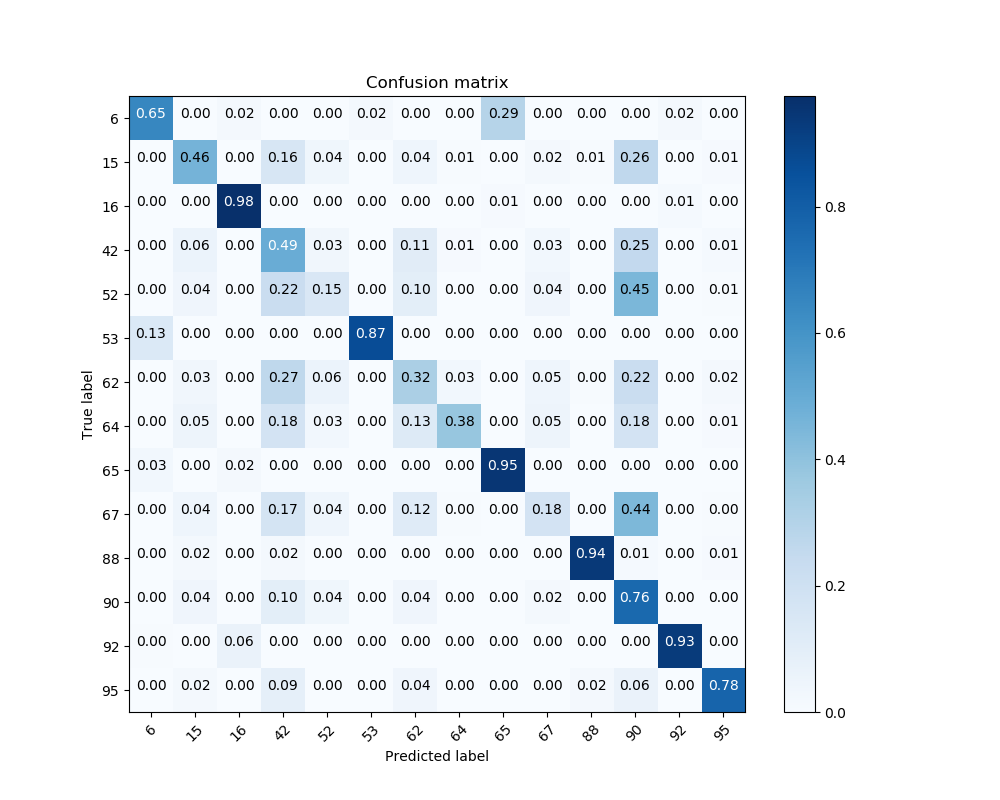 Confusion matrix
6 0.65 0.00 0.02 0.00 0.00 0.02 0.00 0.00 0.29 0.00 0.00 0.00 0.02 0.00
15 0.00 0.46 0.00 0.16 0.04 0.00 0.04 0.01 0.00 0.02 0.01 0.26 0.00 0.01
16 0.00 0.00 0.98 0.00 0.00 0.00 0.00 0.00 0.01 0.00 0.00 0.00 0.01 0.00
42 0.00 0.06 0.00 0.49 0.03 0.00 0.11 0.01 0.00 0.03 0.00 0.25 0.00 0.01
52 0.00 0.04 0.00 0.22 0.15 0.00 0.10 0.00 0.00 0.04 0.00 0.45 0.00 0.01
53 0.13 0.00 0.00 0.00 0.00 0.87 0.00 0.00 0.00 0.00 0.00 0.00 0.00 0.00
62 0.00 0.03 0.00 0.27 0.06 0.00 0.32 0.03 0.00 0.05 0.00 0.22 0.00 0.02
64 0.00 0.05 0.00 0.18 0.03 0.00 0.13 0.38 0.00 0.05 0.00 0.18 0.00 0.01
65 0.03 0.00 0.02 0.00 0.00 0.00 0.00 0.00 0.95 0.00 0.00 0.00 0.00 0.00
67 0.00 0.04 0.00 0.17 0.04 0.00 0.12 0.00 0.00 0.18 0.00 0.44 0.00 0.00
88 0.00 0.02 0.00 0.02 0.00 0.00 0.00 0.00 0.00 0.00 0.94 0.01 0.00 0.01
90 0.00 0.04 0.00 0.10 0.04 0.00 0.04 0.00 0.00 0.02 0.00 0.76 0.00 0.00
92 0.00 0.00 0.06 0.00 0.00 0.00 0.00 0.00 0.00 0.00 0.00 0.00 0.93 0.00
95 0.00 0.02 0.00 0.09 0.00 0.00 0.04 0.00 0.00 0.00 0.02 0.06 0.00 0.78
6 15 16 42 52 53 62 64 65 67 88 90 92 95
Predicted label
True label
0.8
0.6
0.4
0.2
0.0